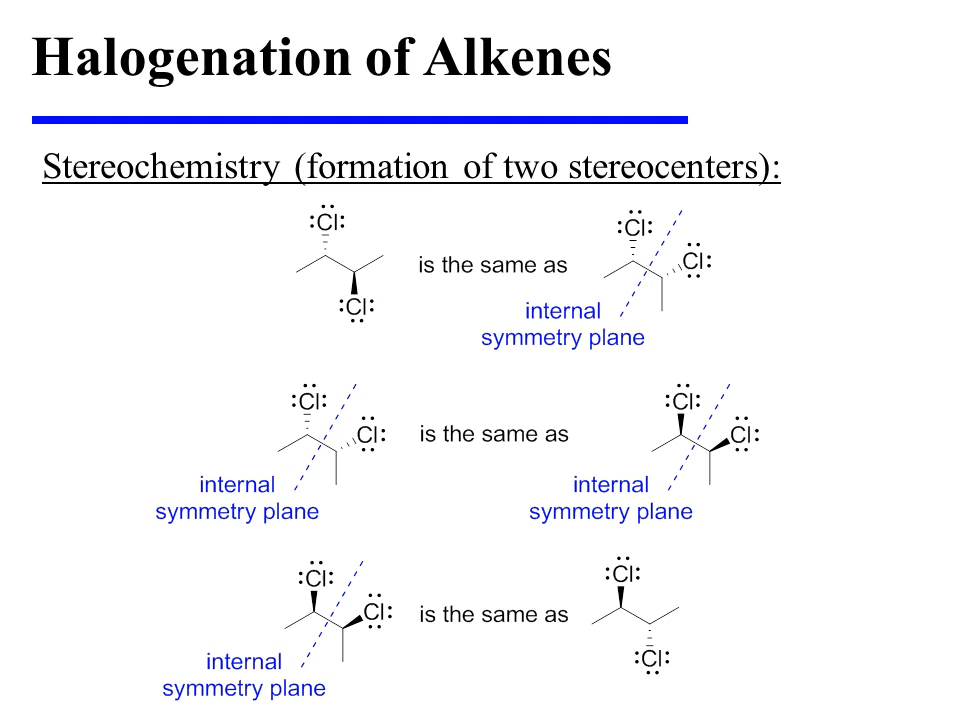 Halogenation of Alkenes
Stereochemistry (formation of two stereocenters):
:Cl:
:Cl:
is the same as
:Cl:
Cl:
internal
symmetry plane
:Cl:
Cl:
internal
symmetry plane
is the same as
:Cl:
Cl:
internal
symmetry plane
:Cl:
Cl:
internal
symmetry plane
is the same as
:Cl:
:Cl: